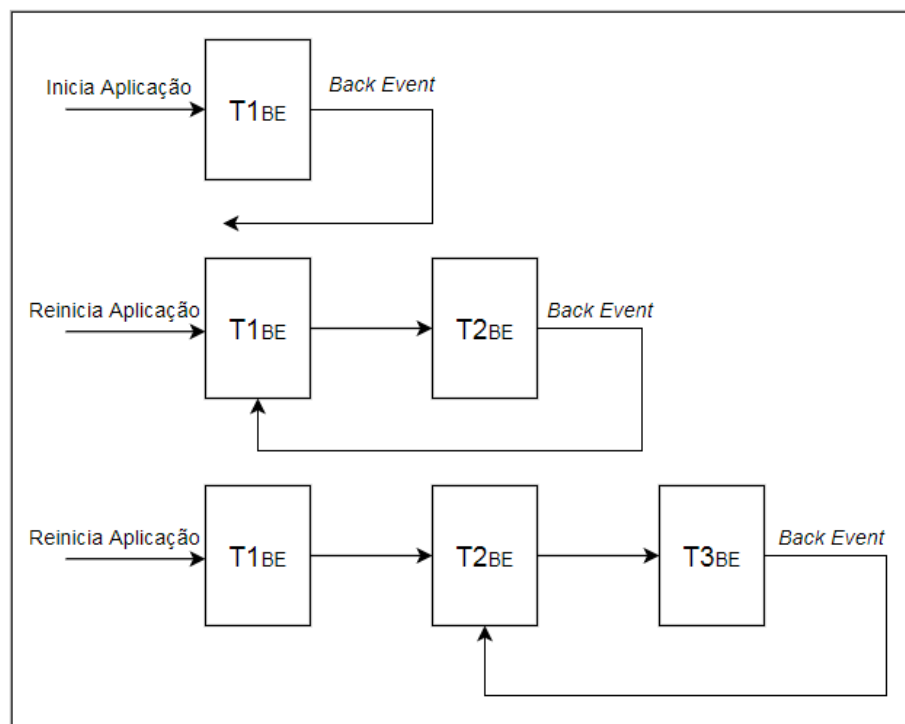 Inicia Aplicação
T1BE
Back Event
Reinicia Aplicação
T1BE
T2BE
Back Event
Reinicia Aplicação
T1BE
T2BE
T3BE
Back Event